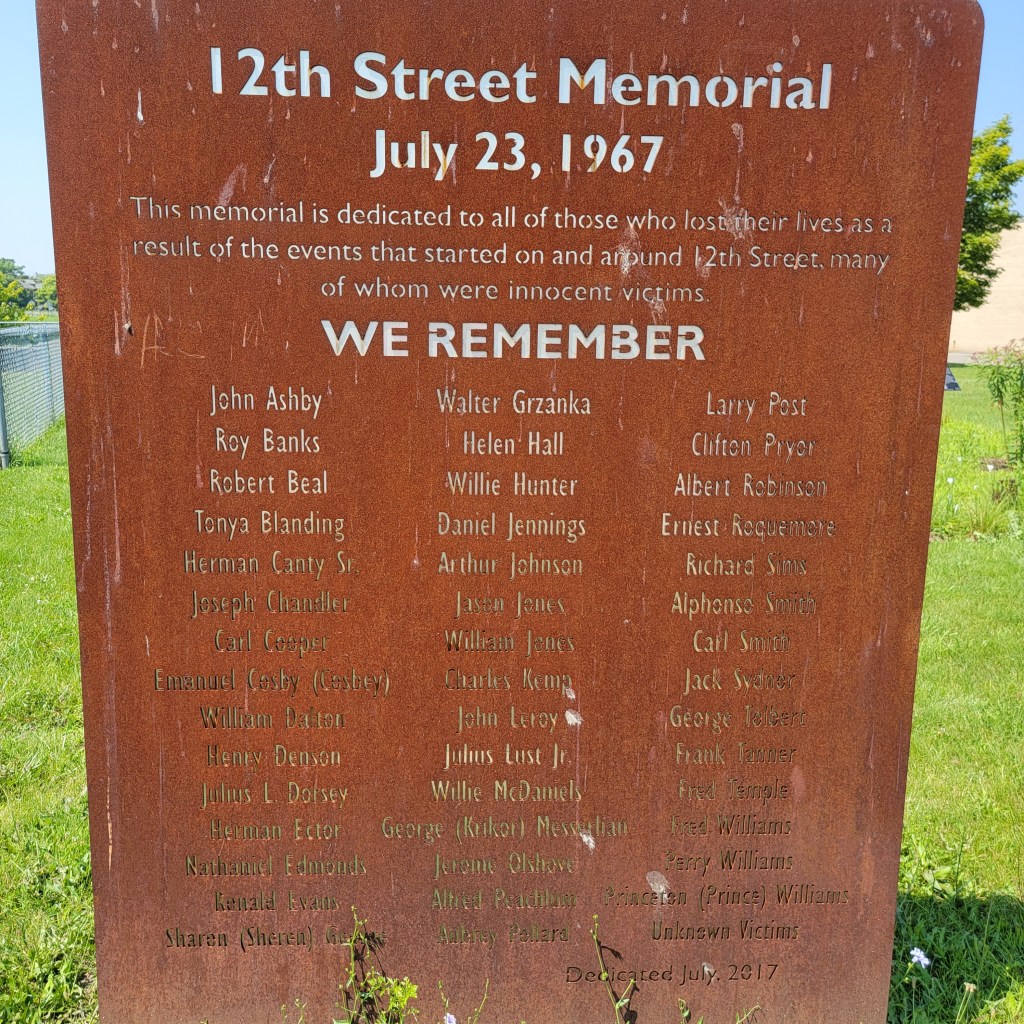 12th Street Memorial
July 23, 1967
This memorial is dedicated to all of those who lost their lives as a
result of the events that started on and around 12th Street, many
of whom were innocent victims.
WE REMEMBER
John Ashby
Roy Banks
Robert Beal
Tonya Blanding
Herman Canty Sr.
Joseph Chandler
Carl Cooper
Emanuel Cosby (Cosbey)
William Dalton
Henry Denson
Julius L. Dorsey
Herman Ector
Nathaniel Edmonds
Ronald Evans
Sharon (Sheren) George
Walter Grzanka
Helen Hall
Willie Hunter
Daniel Jennings
Arthur Johnson
Jason Jones
William Jones
Charles Kemp
John Leroy
Julius Lust Jr.
Willie McDaniels
George (Krikor) Messerlian
Jerome Olshove
Alfred Peachlum
Aubrey Pollard
Larry Post
Clifton Pryor
Albert Robinson
Ernest Roquemore
Richard Sims
Alphonso Smith
Carl Smith
Jack Sydnor
George Talbert
Frank Tanner
Fred Temple
Fred Williams
Perry Williams
Princeton (Prince) Williams
Unknown Victims
Dedicated July, 2017